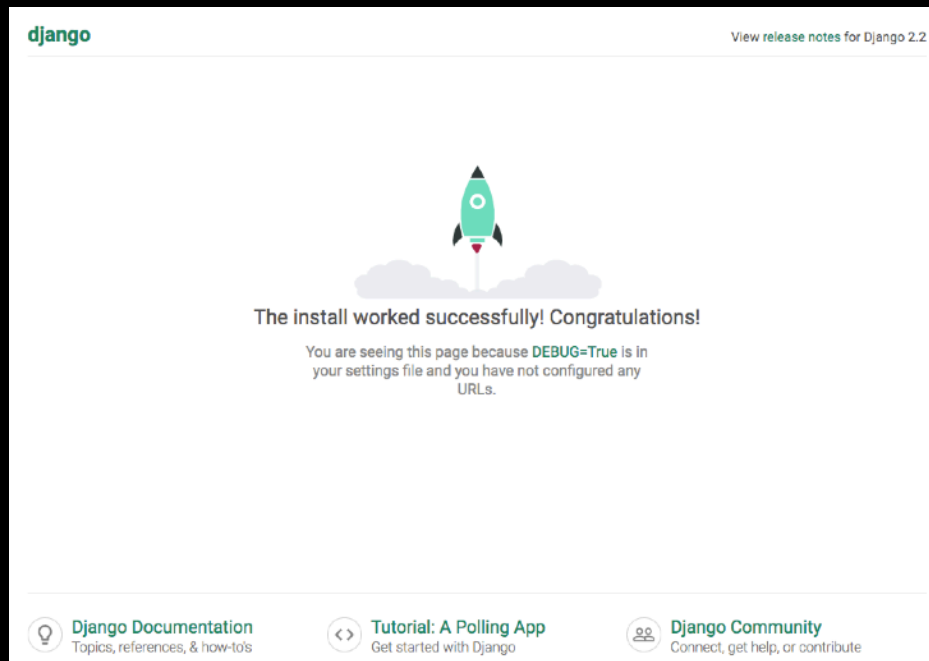 django
View release notes for Django 2.2
The install worked successfully! Congratulations!
You are seeing this page because DEBUG=True is in
your settings file and you have not configured any
URLs.
Django Documentation
Topics, references, & how-to's
Tutorial: A Polling App
Get started with Django
Django Community
Connect, get help, or contribute